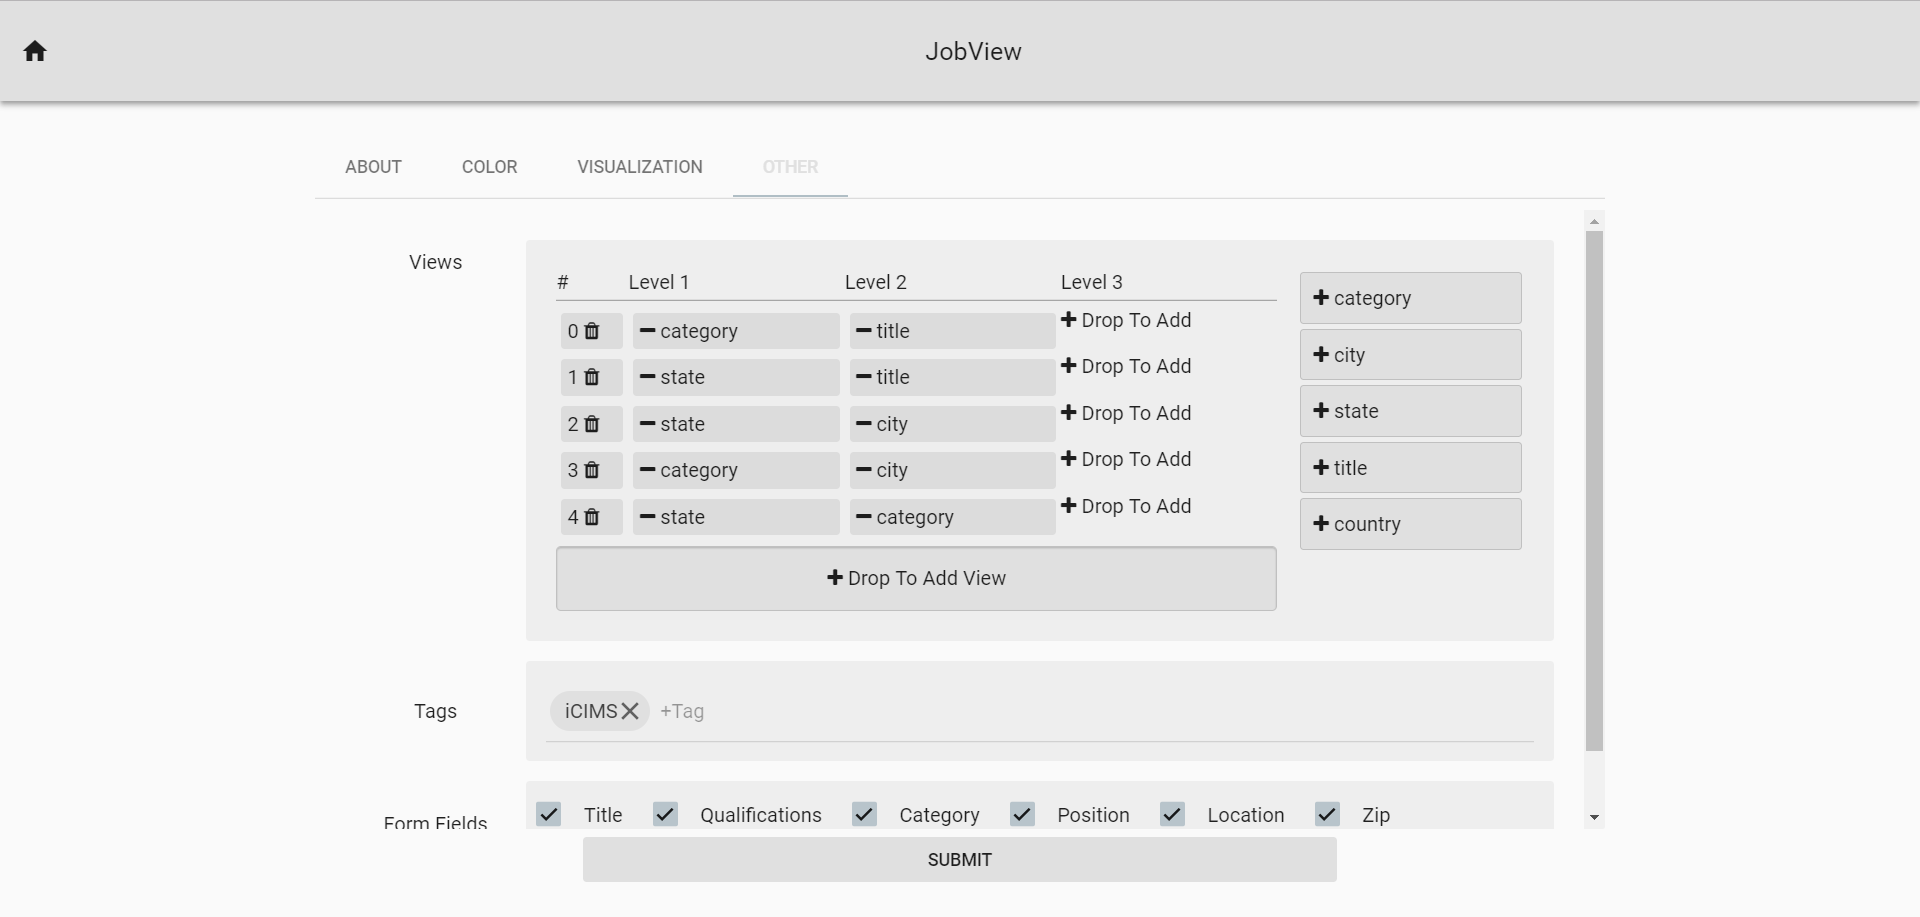 JobView
ABOUT COLOR VISUALIZATION OTHER
Views
# Level 1 Level 2 Level 3
0 category title Drop To Add
1 state title Drop To Add
2 state city Drop To Add
3 category city Drop To Add
4 state category Drop To Add
Drop To Add View
category
city
state
title
country
Tags
iCIMS +Tag
Form Fields
Title Qualifications Category Position Location Zip
SUBMIT